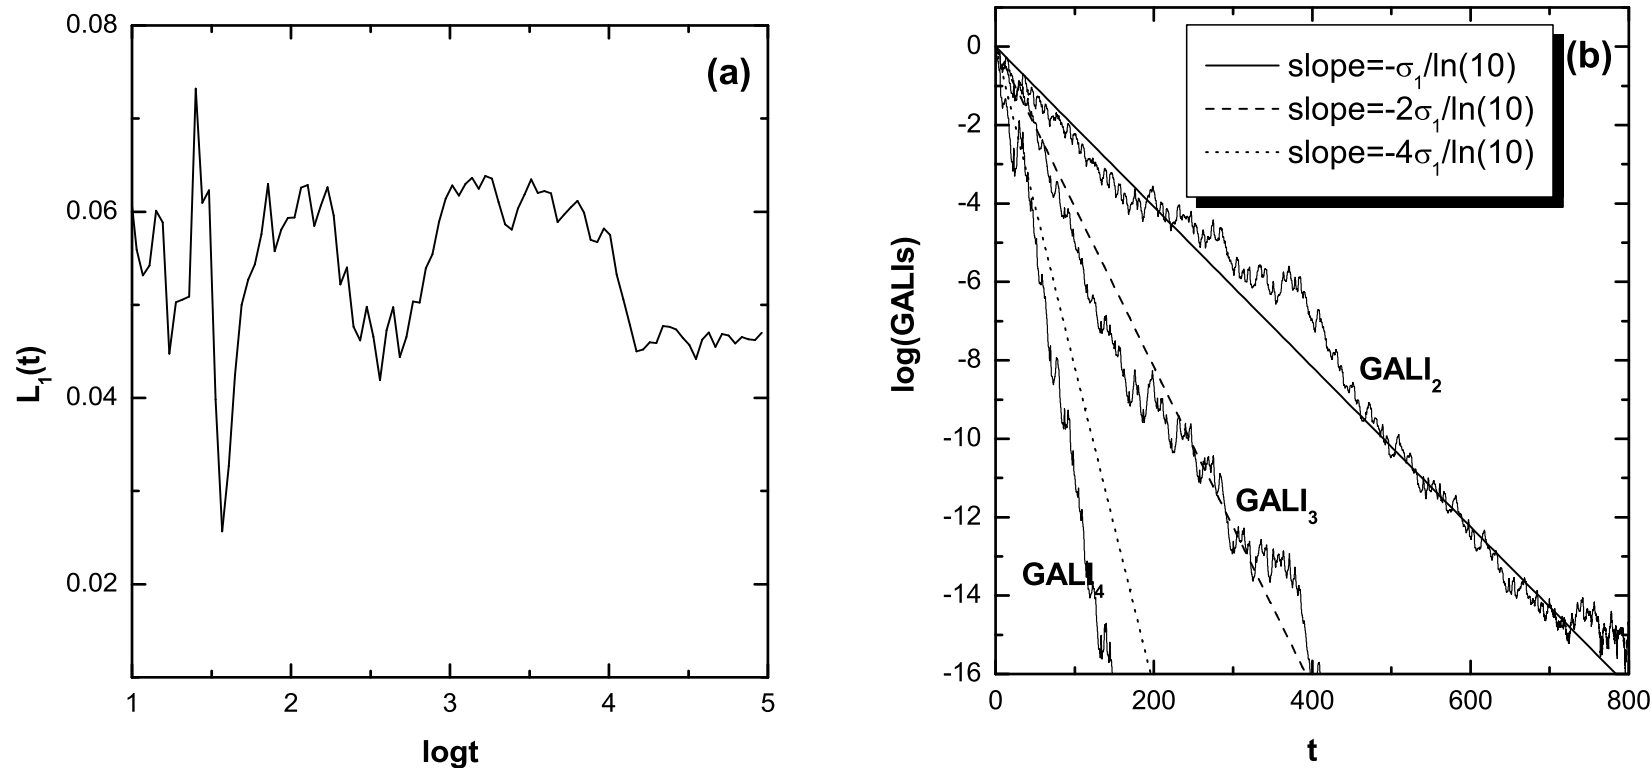 0.08
0.06
0.04
0.02
L₁(t)
(a)
1 2 3 4 5
logt
0
-2
-4
-6
-8
-10
-12
-14
-16
log(GALIs)
slope=-σ₁/ln(10)
slope=-2σ₁/ln(10)
slope=-4σ₁/ln(10)
(b)
GALI₂
GALI₃
GALI₄
0 200 400 600 800
t